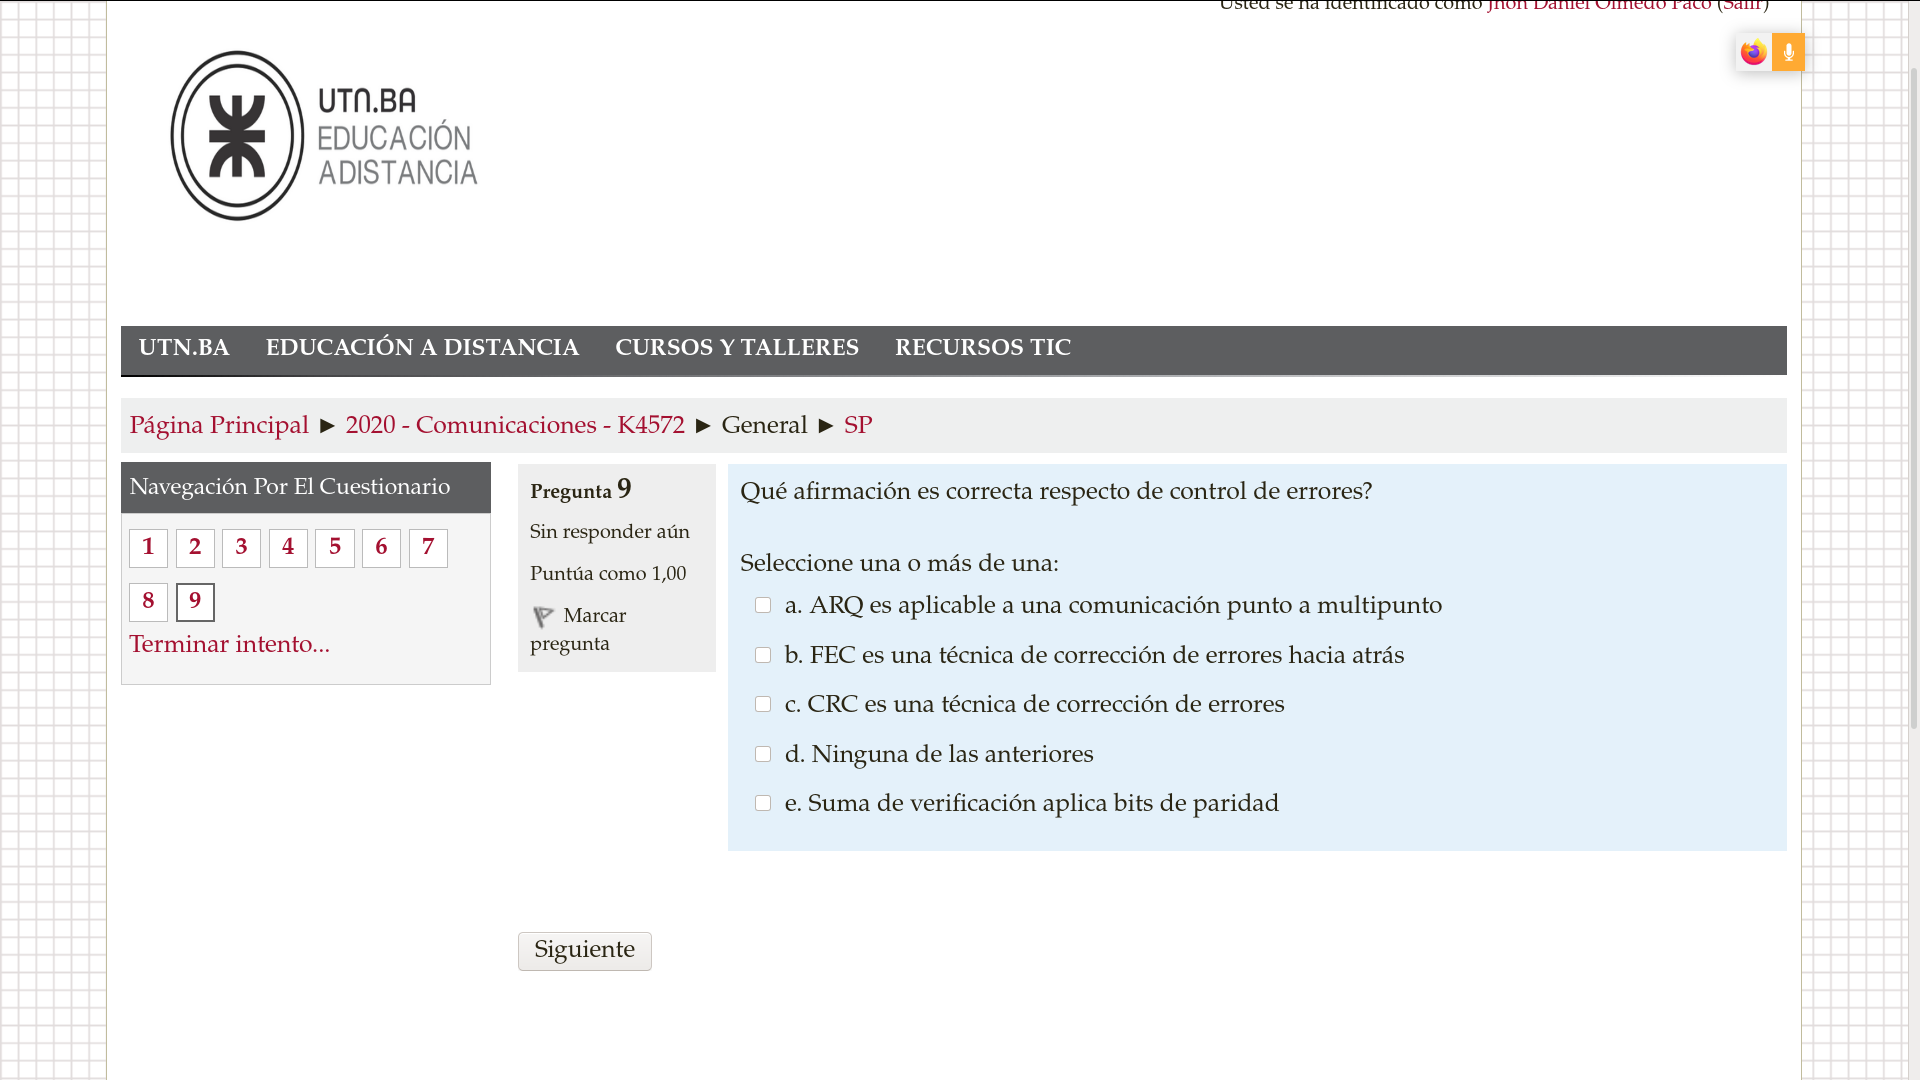 Usted se ha identificado como Jhon Daniel Olmedo Paco (Salir)
UTN.BA
EDUCACIÓN
A DISTANCIA
UTN.BA EDUCACIÓN A DISTANCIA CURSOS Y TALLERES RECURSOS TIC
Página Principal ► 2020 - Comunicaciones - K4572 ► General ► SP
Navegación Por El Cuestionario
1 2 3 4 5 6 7
8 9
Terminar intento...
Pregunta 9
Sin responder aún
Puntúa como 1,00
Marcar
pregunta
Qué afirmación es correcta respecto de control de errores?
Seleccione una o más de una:
a. ARQ es aplicable a una comunicación punto a multipunto
b. FEC es una técnica de corrección de errores hacia atrás
c. CRC es una técnica de corrección de errores
d. Ninguna de las anteriores
e. Suma de verificación aplica bits de paridad
Siguiente